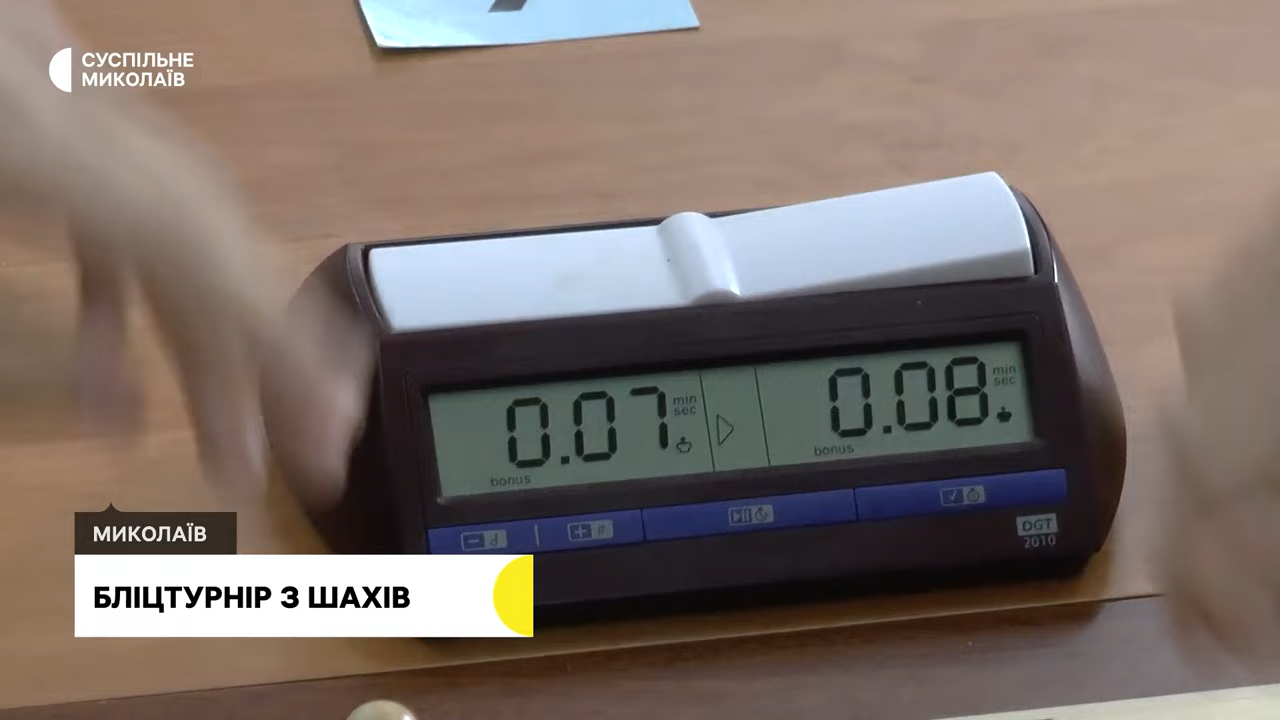 СУСПІЛЬНЕ
МИКОЛАЇВ
0.07 min sec
bonus
0.08 min sec
bonus
DGT
2010
МИКОЛАЇВ
БЛІЦТУРНІР З ШАХІВ